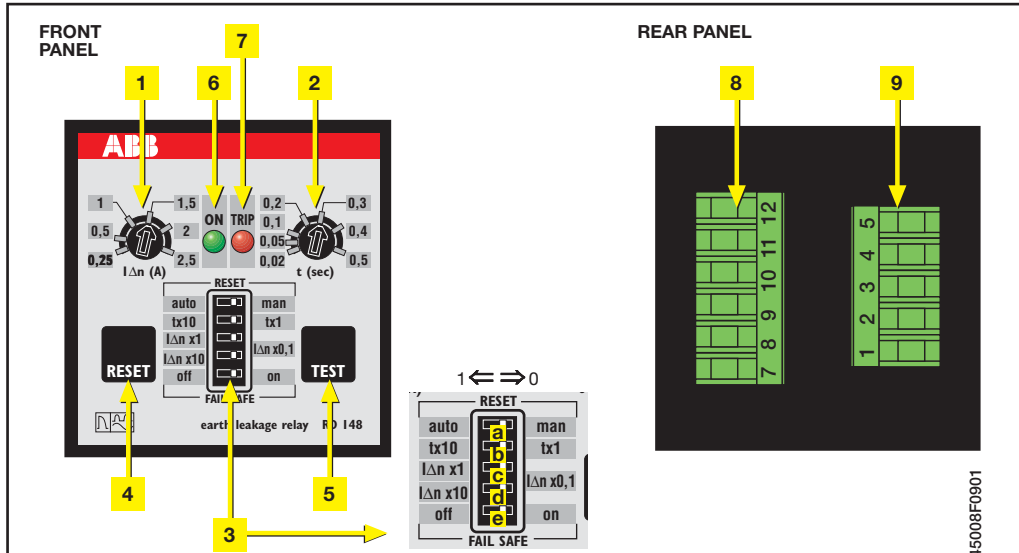 FRONT
PANEL
REAR PANEL
7
1
6
2
8
9
ABB
1
1,5
0,5
2
0,25
2,5
I∆n (A)
ON
TRIP
0,2
0,3
0,1
0,05
0,4
0,02
0,5
t (sec)
RESET
auto
man
tx10
tx1
I∆n x1
I∆n x0,1
I∆n x10
off
on
FAIL SAFE
RESET
TEST
earth leakage relay RD 148
4
3
5
1⇐⇒0
RESET
auto
a
man
tx10
b
tx1
I∆n x1
c
I∆n x0,1
I∆n x10
d
off
e
on
FAIL SAFE
12
11
10
9
8
7
5
4
3
2
1
45008F0901